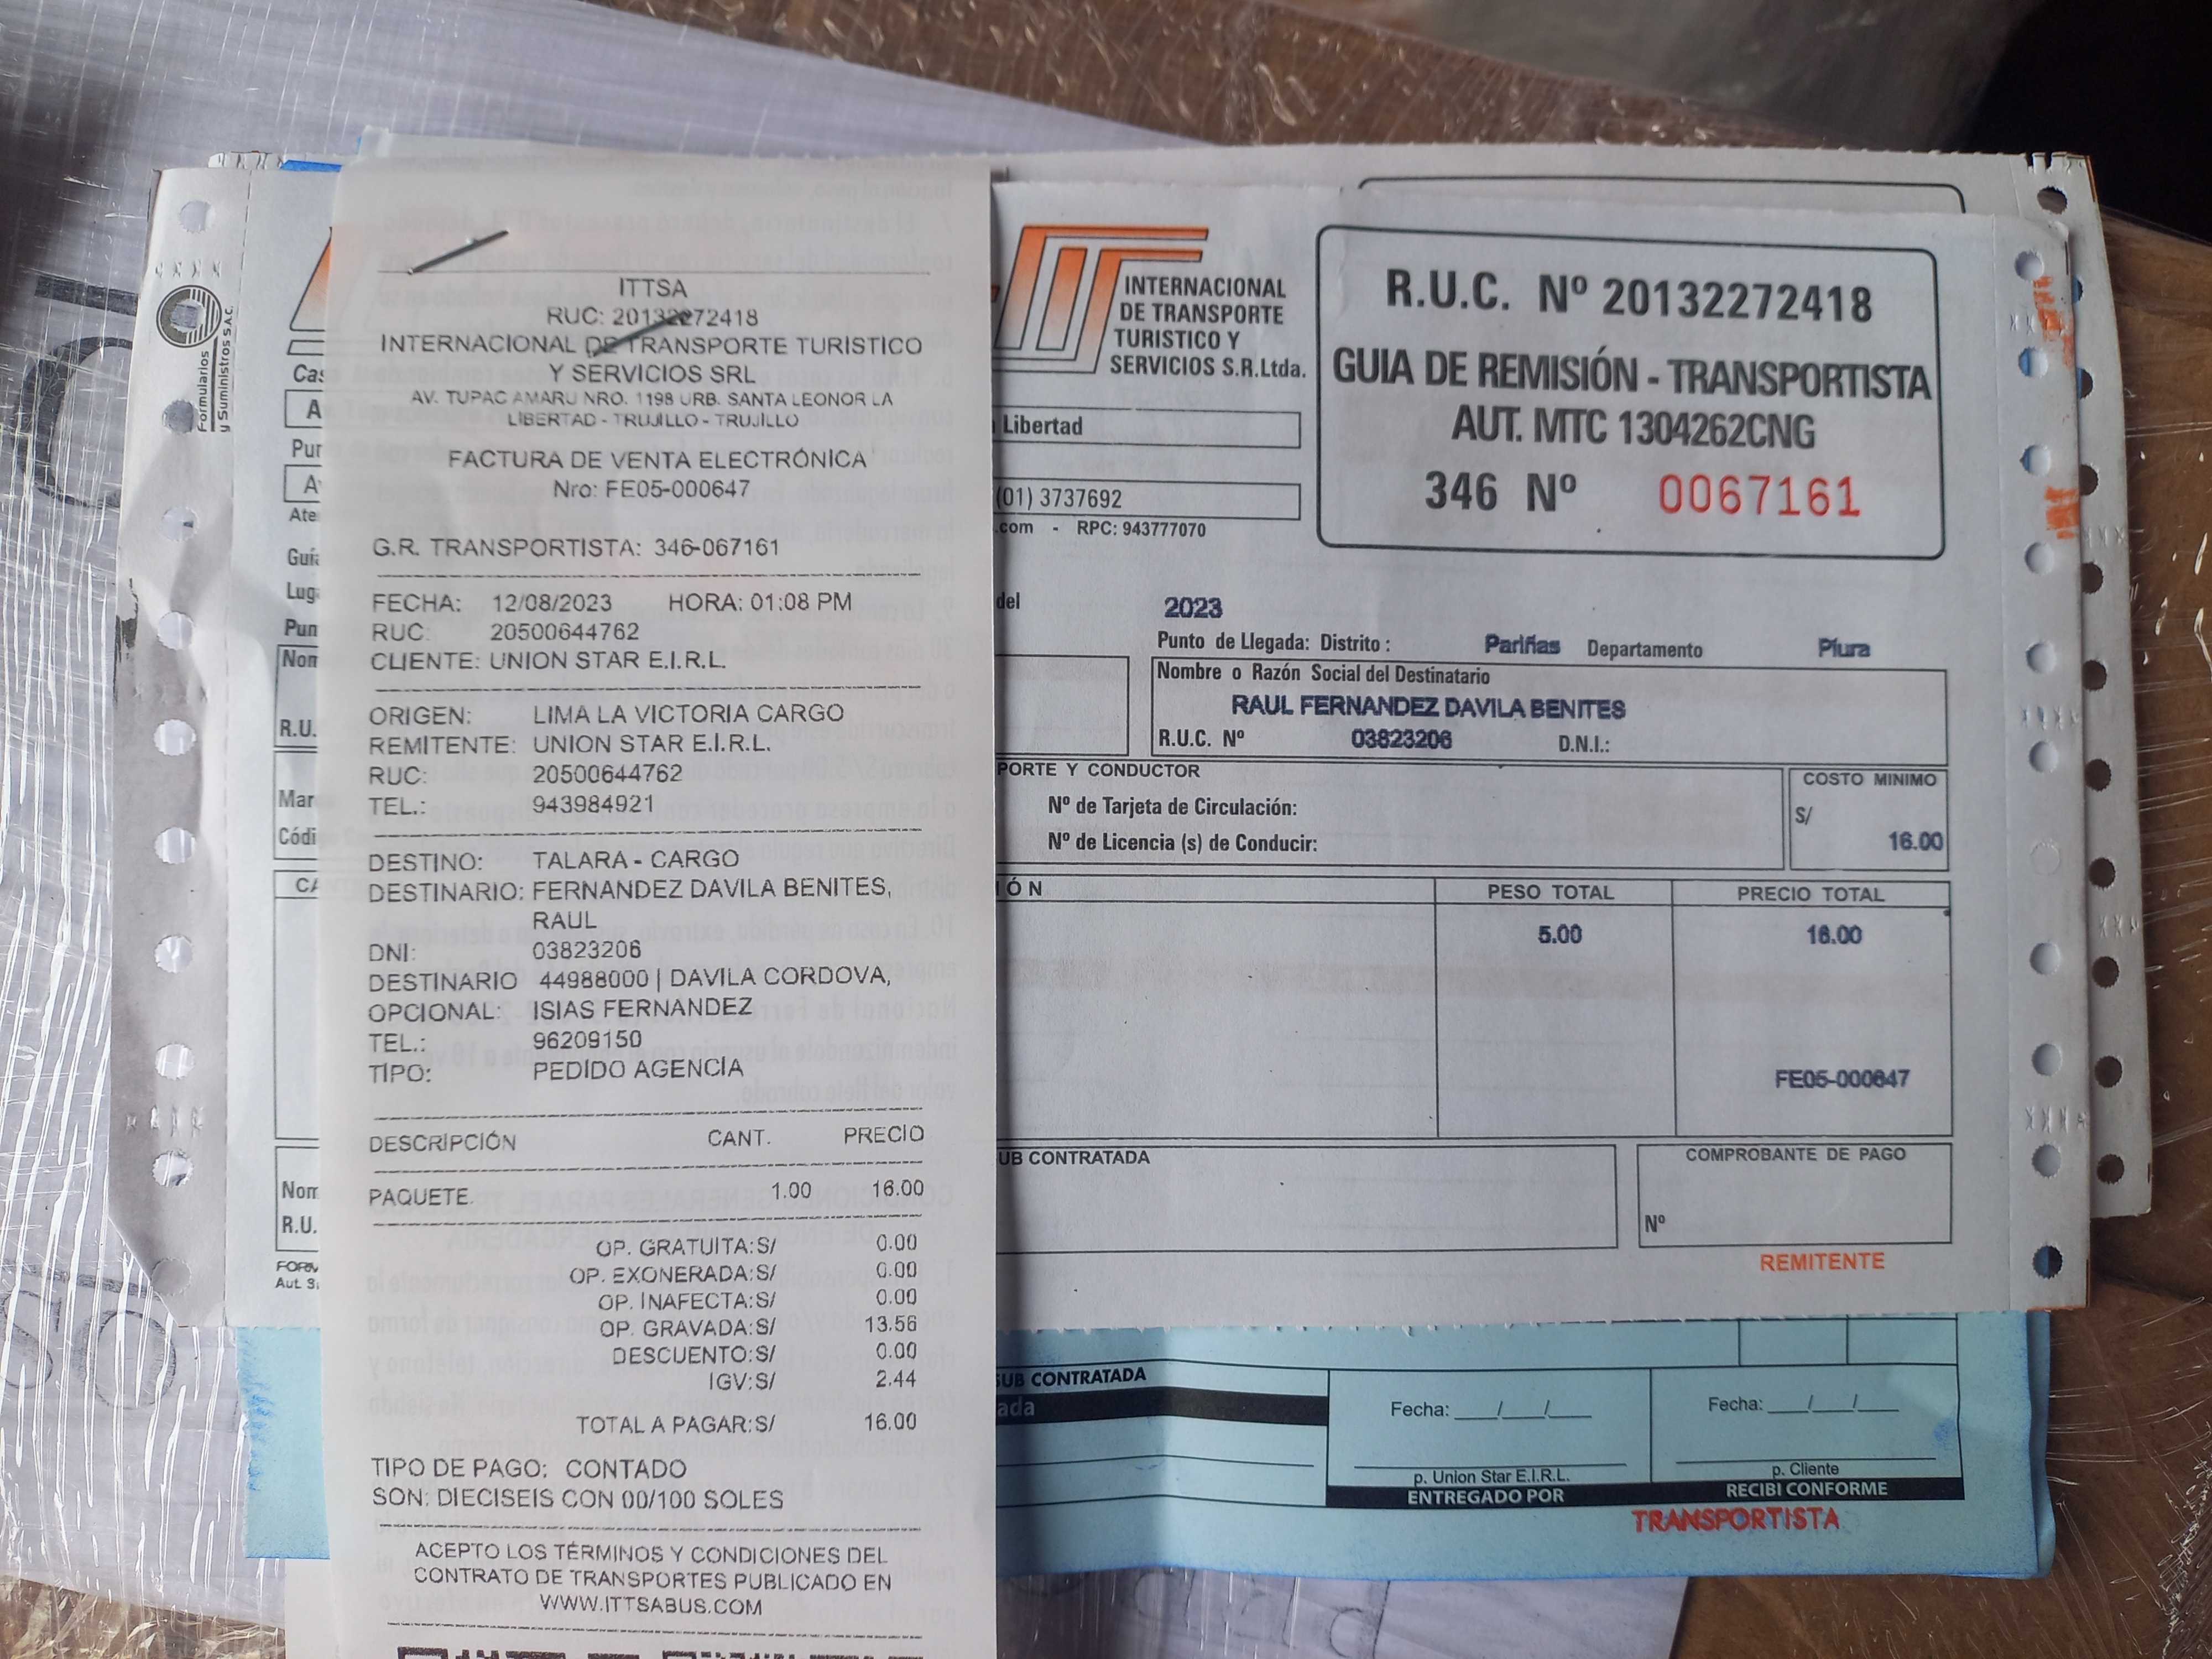 ITTSA
RUC: 20132272418
INTERNACIONAL DE TRANSPORTE TURISTICO
Y SERVICIOS SRL
AV. TUPAC AMARU NRO. 1198 URB. SANTA LEONOR LA
LIBERTAD - TRUJILLO - TRUJILLO
FACTURA DE VENTA ELECTRÓNICA
Nro: FE05-000647
G.R. TRANSPORTISTA: 346-067161
FECHA: 12/08/2023 HORA: 01:08 PM
RUC: 20500644762
CLIENTE: UNION STAR E.I.R.L.
ORIGEN: LIMA LA VICTORIA CARGO
REMITENTE: UNION STAR E.I.R.L.
RUC: 20500644762
TEL.: 943984921
DESTINO: TALARA - CARGO
DESTINARIO: FERNANDEZ DAVILA BENITES,
RAUL
DNI: 03823206
DESTINARIO 44988000 | DAVILA CORDOVA,
OPCIONAL: ISIAS FERNANDEZ
TEL.: 96209150
TIPO: PEDIDO AGENCIA
DESCRIPCIÓN CANT. PRECIO
PAQUETE 1.00 16.00
OP. GRATUITA:S/ 0.00
OP. EXONERADA:S/ 0.00
OP. INAFECTA:S/ 0.00
OP. GRAVADA:S/ 13.56
DESCUENTO:S/ 0.00
IGV:S/ 2.44
TOTAL A PAGAR:S/ 16.00
TIPO DE PAGO: CONTADO
SON: DIECISEIS CON 00/100 SOLES
ACEPTO LOS TÉRMINOS Y CONDICIONES DEL
CONTRATO DE TRANSPORTES PUBLICADO EN
WWW.ITTSABUS.COM
Formularios
y Suministros S.A.C.
INTERNACIONAL
DE TRANSPORTE
TURISTICO Y
SERVICIOS S.R.Ltda.
R.U.C. Nº 20132272418
GUIA DE REMISIÓN - TRANSPORTISTA
AUT. MTC 1304262CNG
346 Nº 0067161
Libertad
(01) 3737692
.com - RPC: 943777070
del 2023
Punto de Llegada: Distrito : Pariñas Departamento Piura
Nombre o Razón Social del Destinatario
RAUL FERNANDEZ DAVILA BENITES
R.U.C. Nº 03823206 D.N.I.:
PORTE Y CONDUCTOR
Nº de Tarjeta de Circulación:
Nº de Licencia (s) de Conducir:
COSTO MINIMO
S/
16.00
IÓN PESO TOTAL PRECIO TOTAL
5.00 16.00
FE05-000647
UB CONTRATADA
COMPROBANTE DE PAGO
Nº
REMITENTE
SUB CONTRATADA
ada
Fecha: ___/___/___
p. Union Star E.I.R.L.
ENTREGADO POR
Fecha: ___/___/___
p. Cliente
RECIBI CONFORME
TRANSPORTISTA